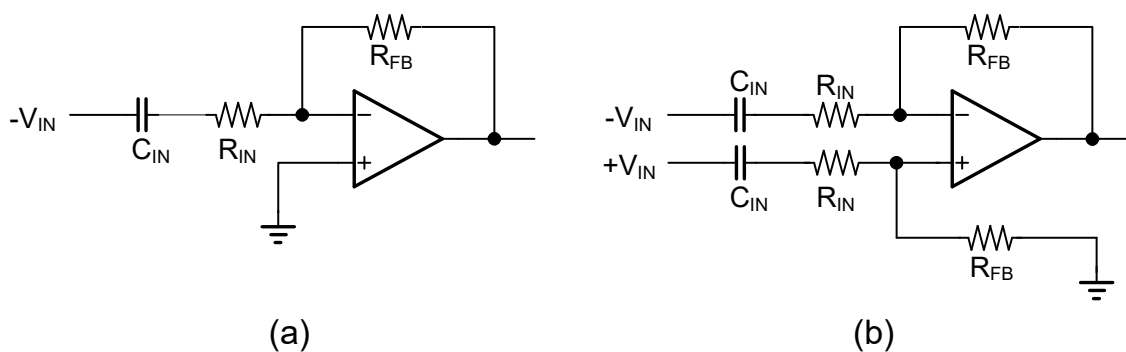 R_FB
-V_IN
C_IN
R_IN
−
+
(a)
R_FB
C_IN
R_IN
-V_IN
−
+V_IN
+
C_IN
R_IN
R_FB
(b)